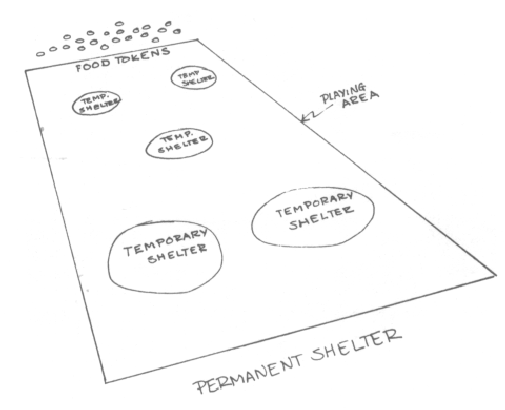 FOOD TOKENS
TEMP
SHELTER
TEMP.
SHELTER
PLAYING
AREA
TEMP.
SHELTER
TEMPORARY
SHELTER
TEMPORARY
SHELTER
PERMANENT SHELTER